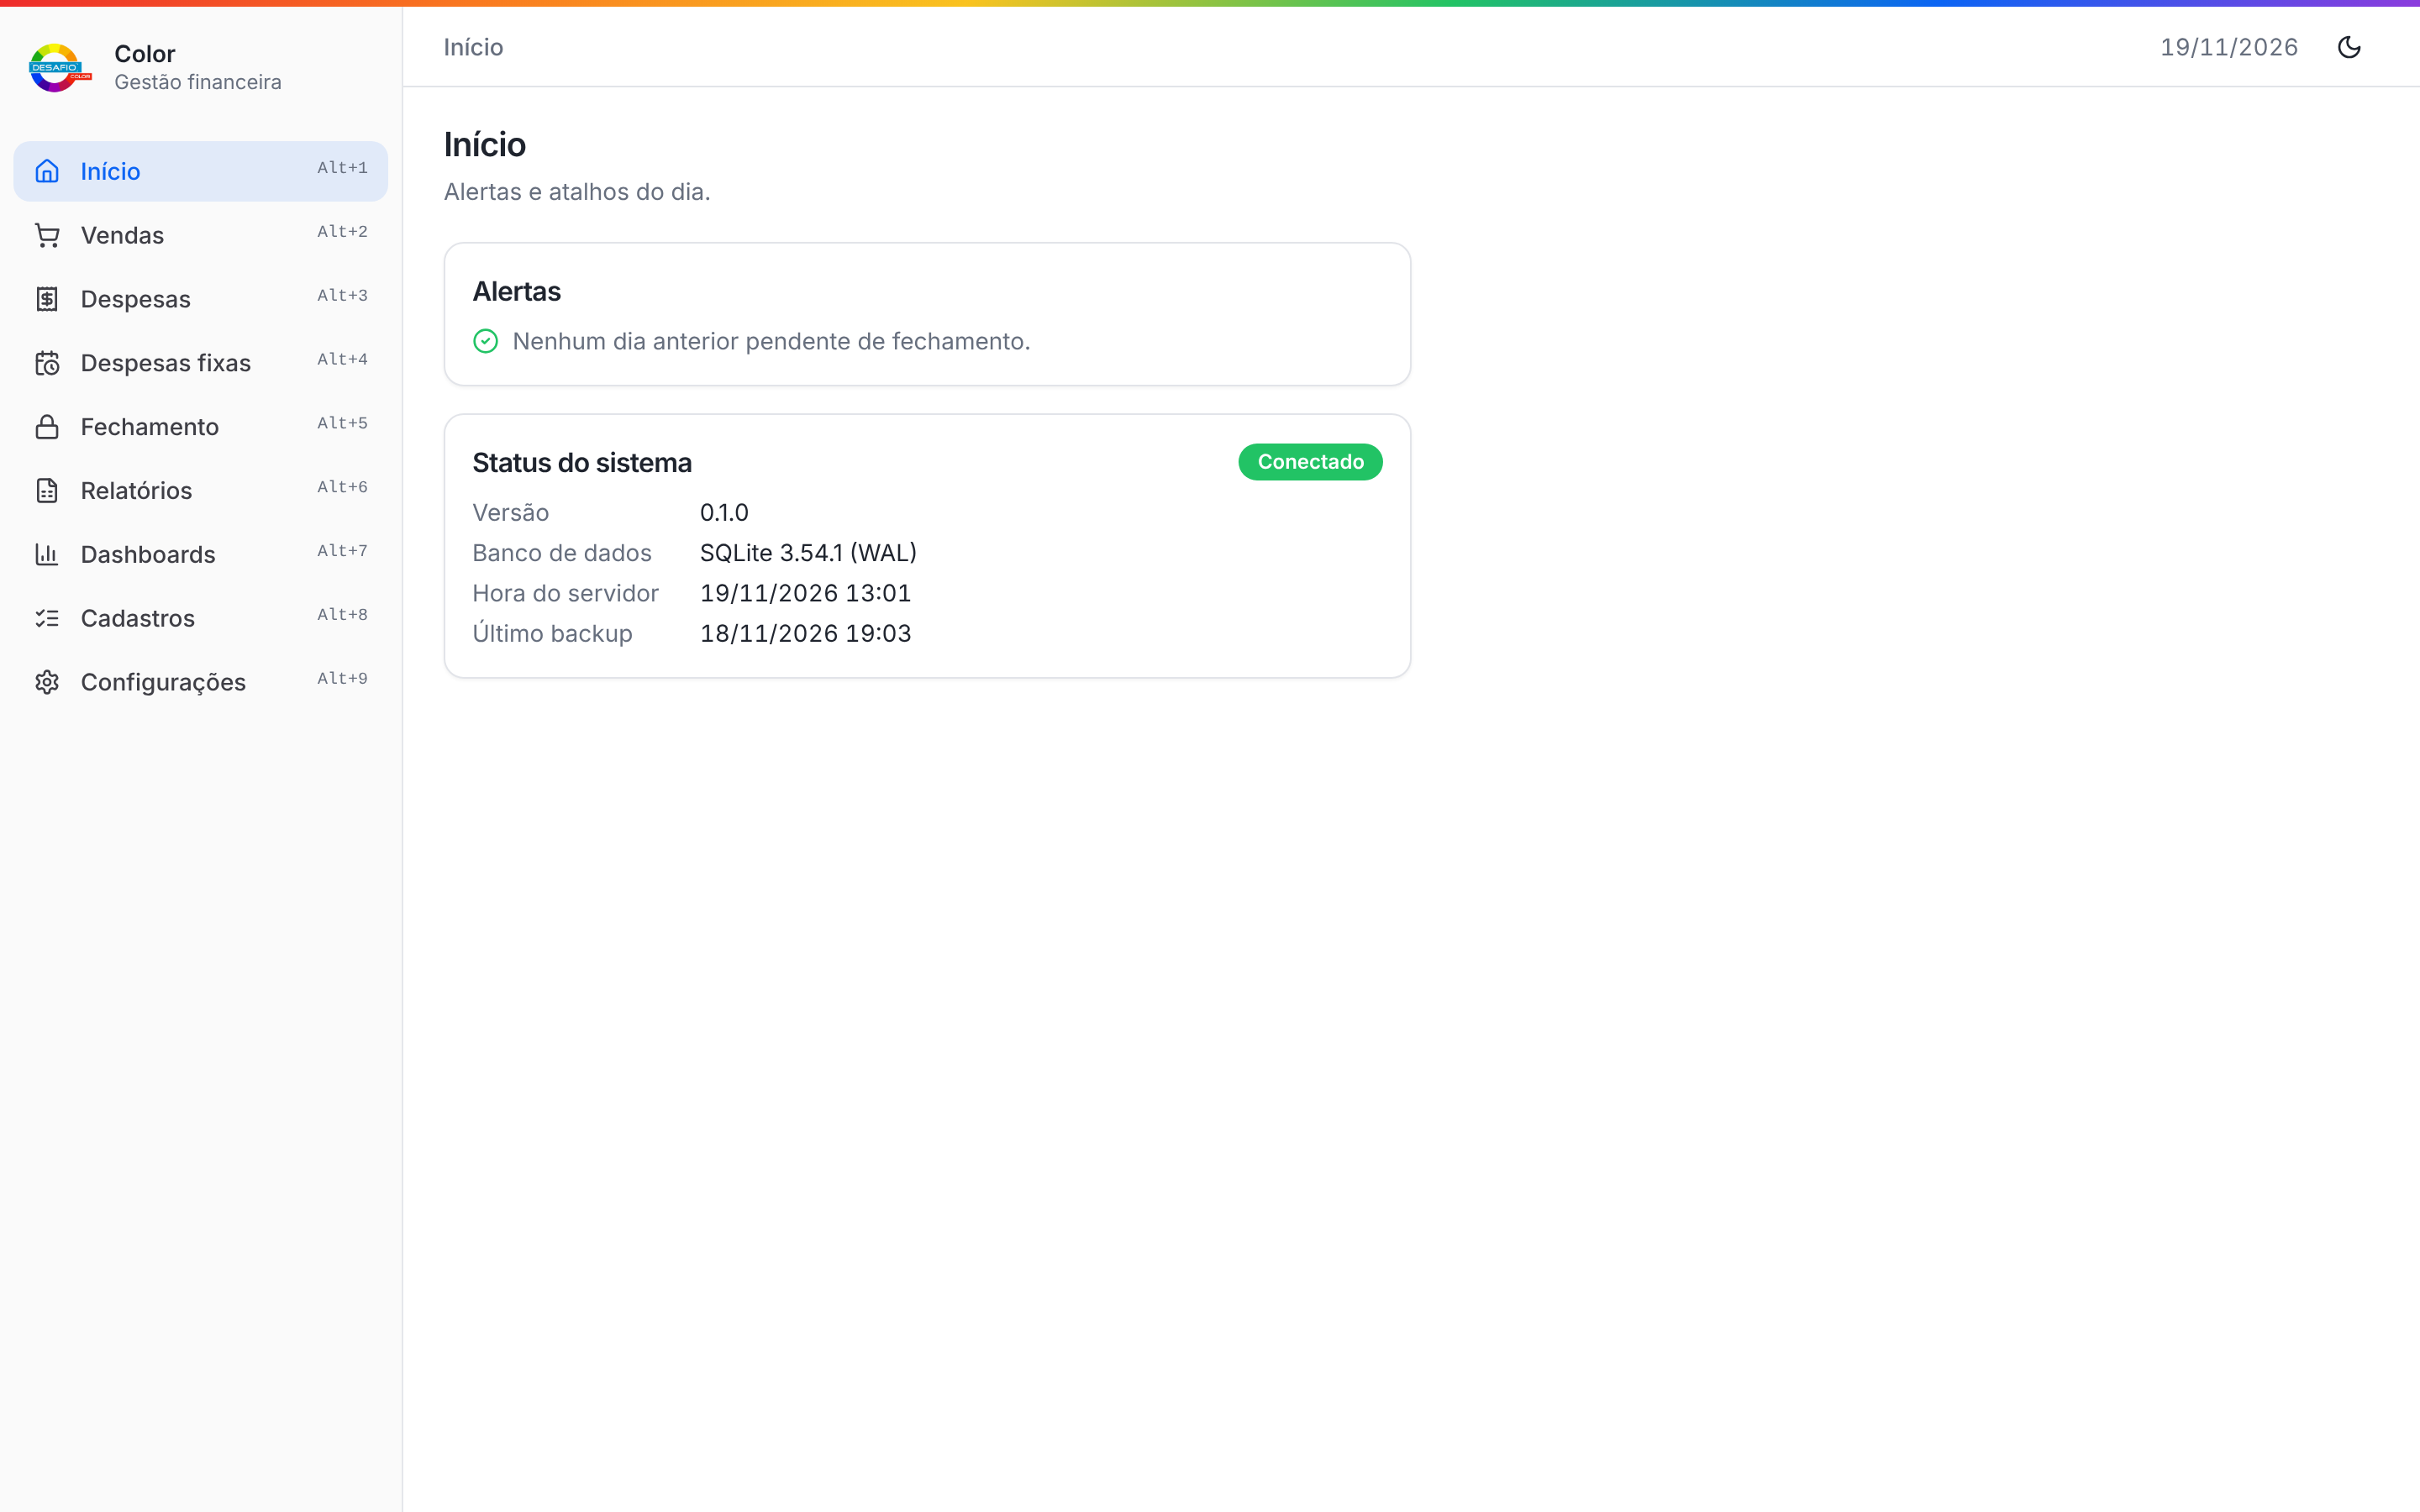 DESAFIO
COLOR
Color
Gestão financeira
Início Alt+1
Vendas Alt+2
Despesas Alt+3
Despesas fixas Alt+4
Fechamento Alt+5
Relatórios Alt+6
Dashboards Alt+7
Cadastros Alt+8
Configurações Alt+9
Início 19/11/2026
Início
Alertas e atalhos do dia.
Alertas
Nenhum dia anterior pendente de fechamento.
Status do sistema Conectado
Versão 0.1.0
Banco de dados SQLite 3.54.1 (WAL)
Hora do servidor 19/11/2026 13:01
Último backup 18/11/2026 19:03